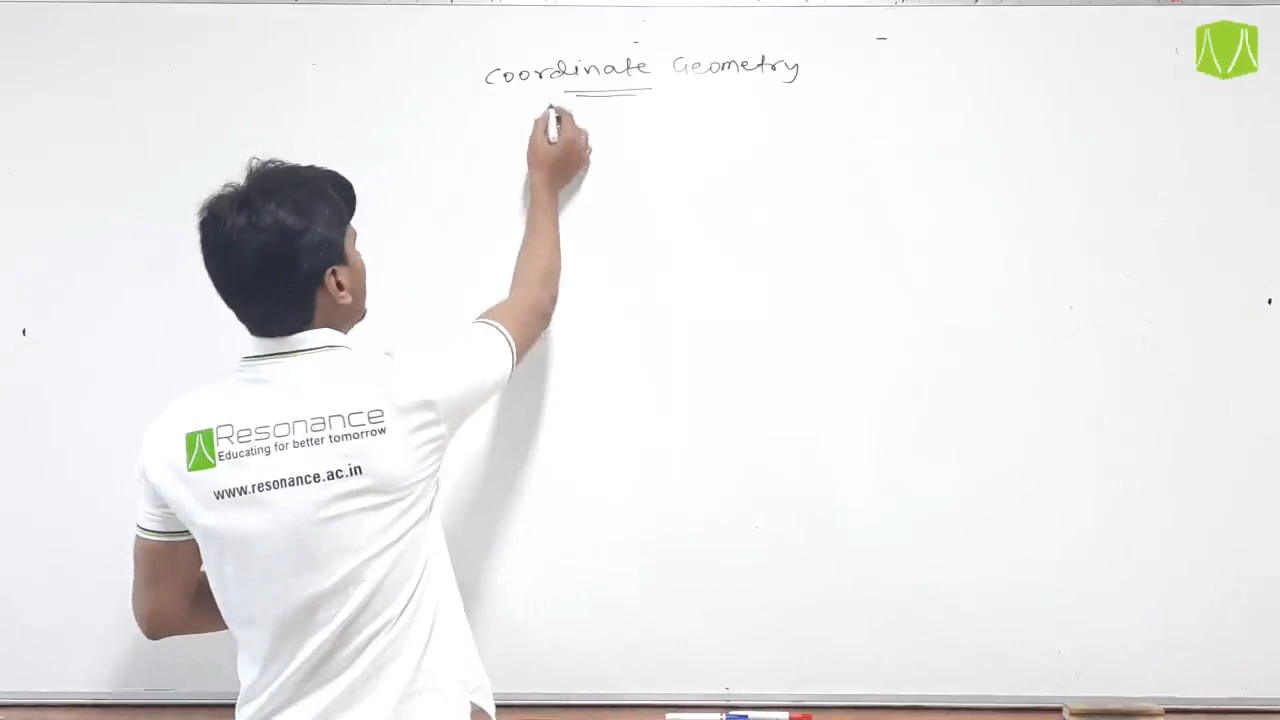 Coordinate Geometry
Resonance
Educating for better tomorrow
www.resonance.ac.in